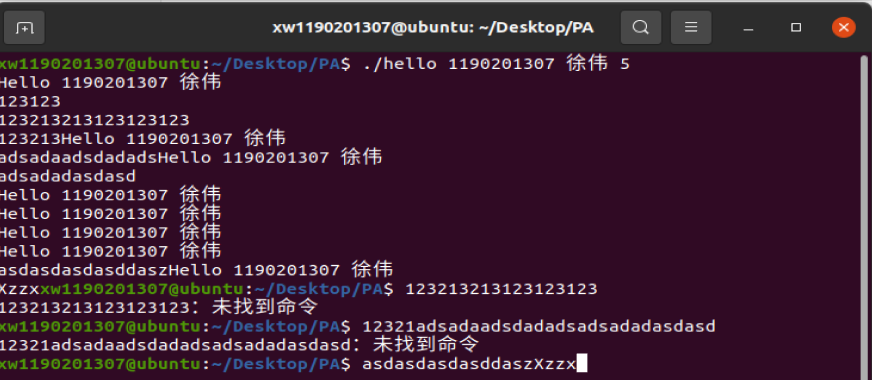 xw1190201307@ubuntu: ~/Desktop/PA
xw1190201307@ubuntu:~/Desktop/PA$ ./hello 1190201307 徐伟 5
Hello 1190201307 徐伟
123123
123213213123123123
123213Hello 1190201307 徐伟
adsadaadsdadadsHello 1190201307 徐伟
adsadadasdasd
Hello 1190201307 徐伟
Hello 1190201307 徐伟
Hello 1190201307 徐伟
Hello 1190201307 徐伟
asdasdasdasddaszHello 1190201307 徐伟
Xzzxxw1190201307@ubuntu:~/Desktop/PA$ 123213213123123123
123213213123123123：未找到命令
xw1190201307@ubuntu:~/Desktop/PA$ 12321adsadaadsdadadsadsadadasdasd
12321adsadaadsdadadsadsadadasdasd：未找到命令
xw1190201307@ubuntu:~/Desktop/PA$ asdasdasdasddaszXzzx